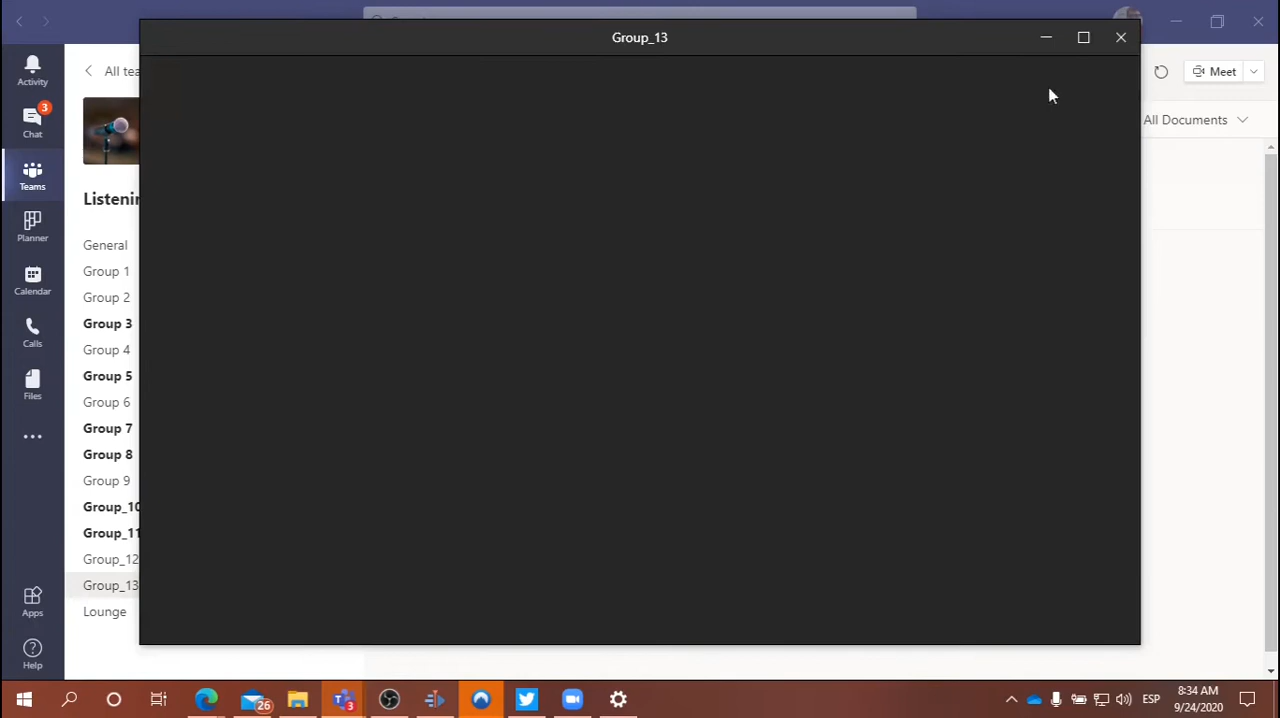 Group_13
Activity
All tea
Meet
Chat
3
All Documents
Teams
Listenin
Planner
General
Group 1
Calendar
Group 2
Group 3
Calls
Group 4
Group 5
Files
Group 6
Group 7
Group 8
Group 9
Group_10
Group_11
Group_12
Group_13
Apps
Lounge
Help
26
3
ESP
8:34 AM
9/24/2020